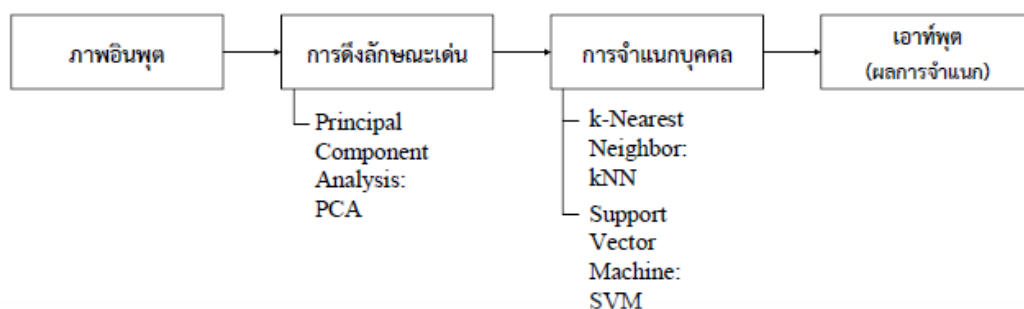 ภาพอินพุต
การดึงลักษณะเด่น
การจำแนกบุคคล
เอาท์พุต
(ผลการจำแนก)
Principal
Component
Analysis:
PCA
k-Nearest
Neighbor:
kNN
Support
Vector
Machine:
SVM